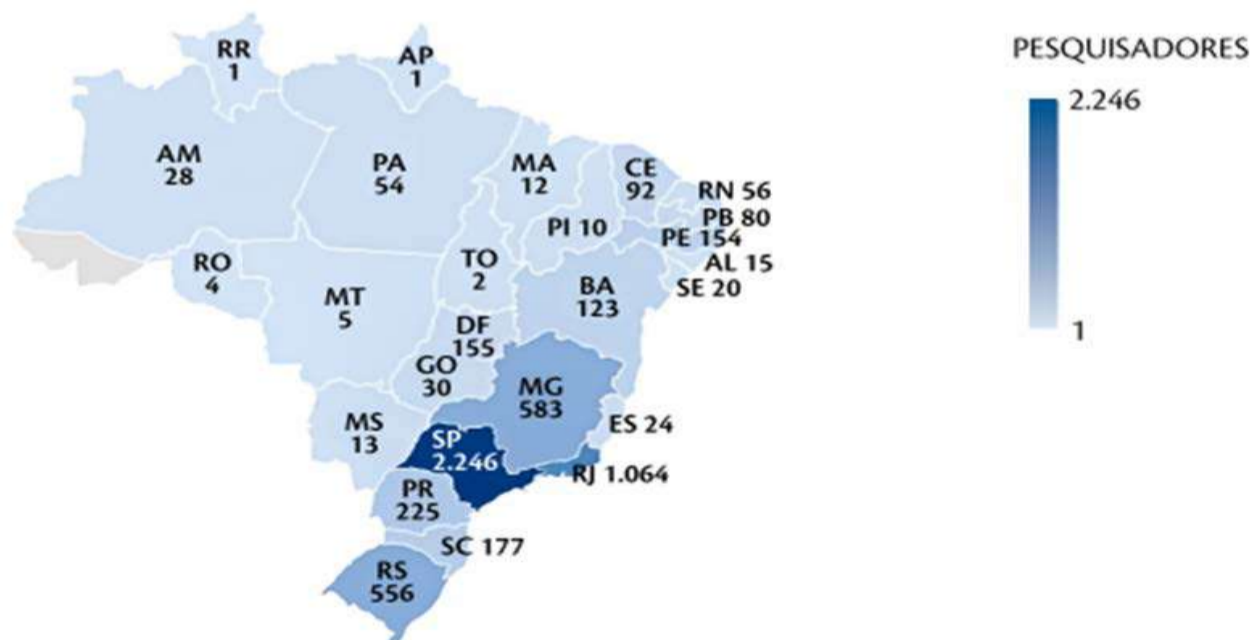 RR
1
AP
1
PESQUISADORES
2.246
1
AM
28
PA
54
MA
12
CE
92
RN 56
PB 80
PI 10
PE 154
AL 15
SE 20
RO
4
MT
5
TO
2
BA
123
DF
155
GO
30
MG
583
MS
13
ES 24
SP
2.246
RJ 1.064
PR
225
SC 177
RS
556